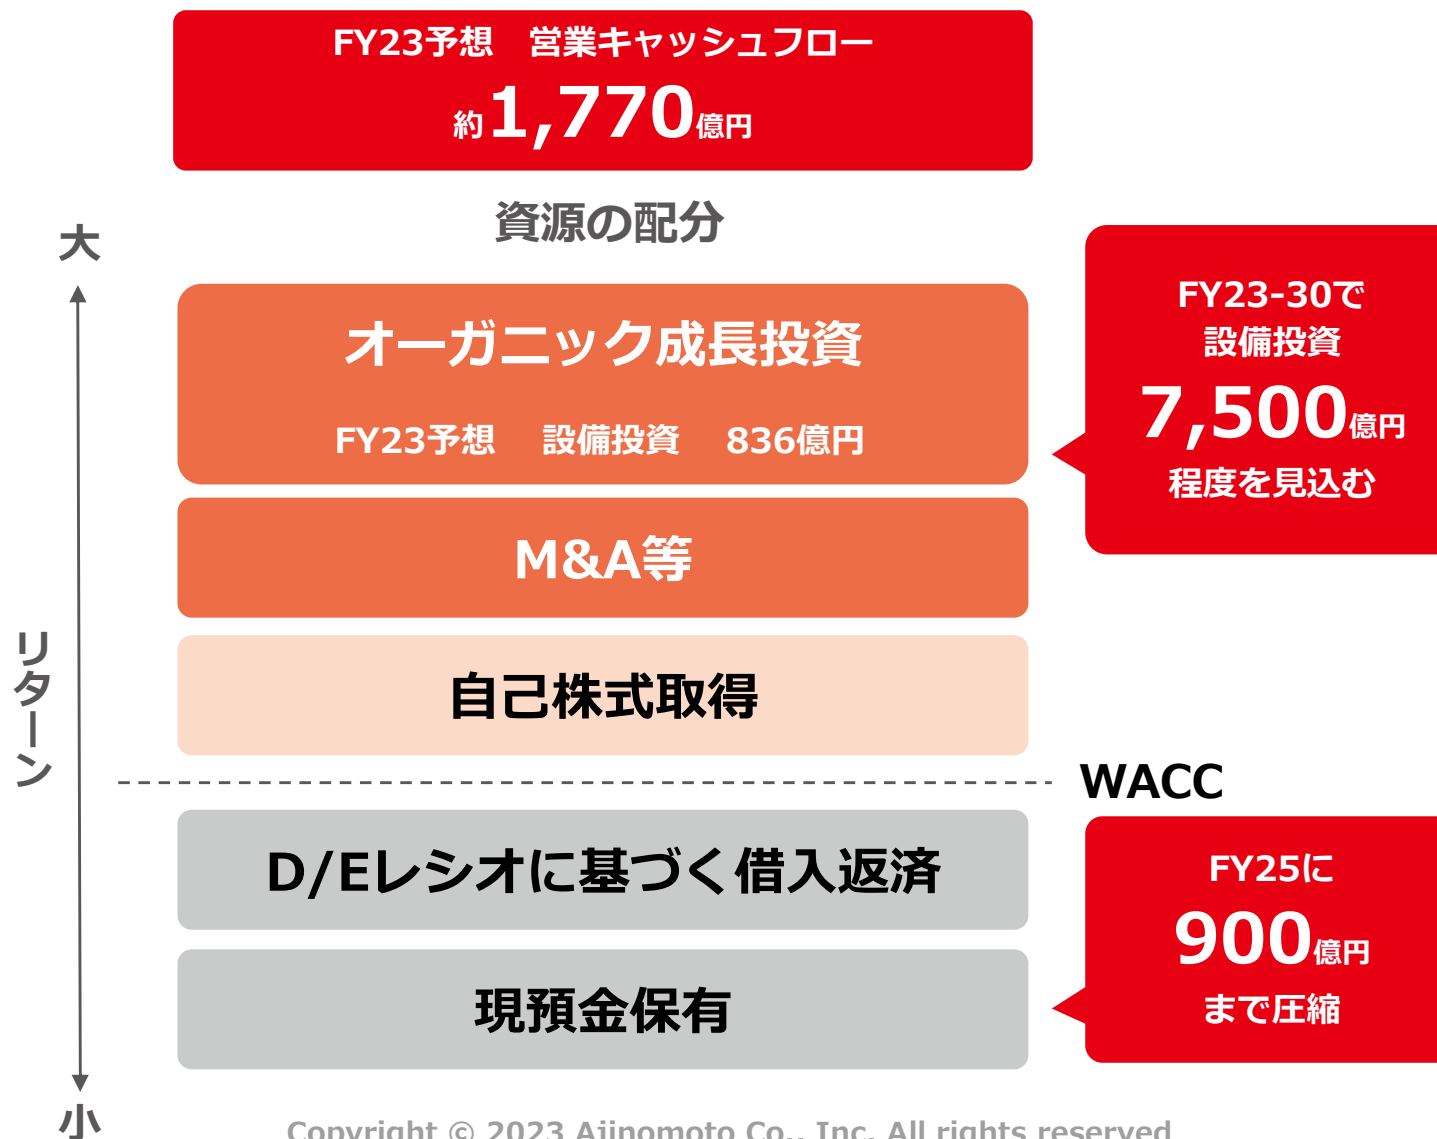 FY23予想 営業キャッシュフロー
約1,770億円
資源の配分
大
オーガニック成長投資
FY23予想 設備投資 836億円
FY23-30で
設備投資
7,500億円
程度を見込む
M&A等
自己株式取得
リターン
WACC
D/Eレシオに基づく借入返済
現預金保有
FY25に
900億円
まで圧縮
小
Copyright © 2023 Ajinomoto Co., Inc. All rights reserved